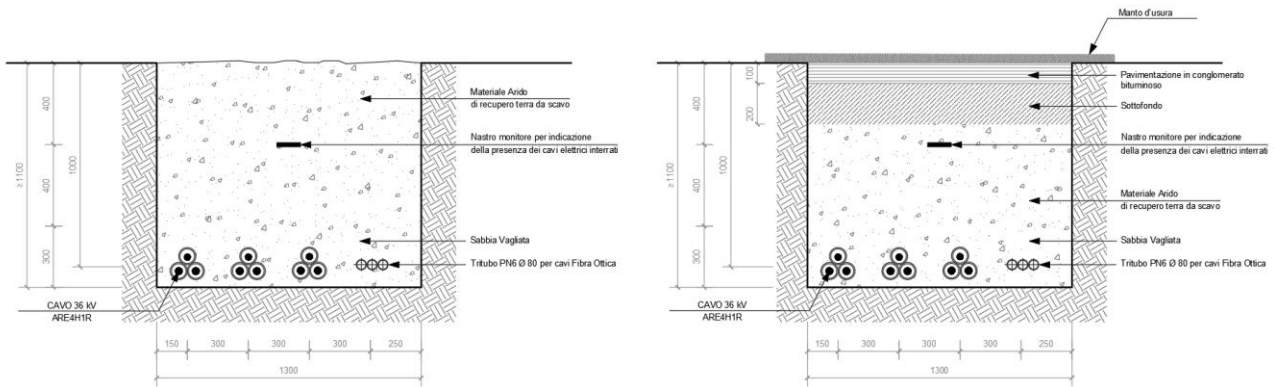 Materiale Arido
di recupero terra da scavo
Nastro monitore per indicazione
della presenza dei cavi elettrici interrati
Sabbia Vagliata
Tritubo PN6 Ø 80 per cavi Fibra Ottica
CAVO 36 kV
ARE4H1R
400
400
300
1000
≥1100
150
300
300
300
250
1300
Manto d'usura
Pavimentazione in conglomerato
bituminoso
Sottofondo
Nastro monitore per indicazione
della presenza dei cavi elettrici interrati
Materiale Arido
di recupero terra da scavo
Sabbia Vagliata
Tritubo PN6 Ø 80 per cavi Fibra Ottica
CAVO 36 kV
ARE4H1R
100
200
400
400
300
1000
≥1100
150
300
300
300
250
1300